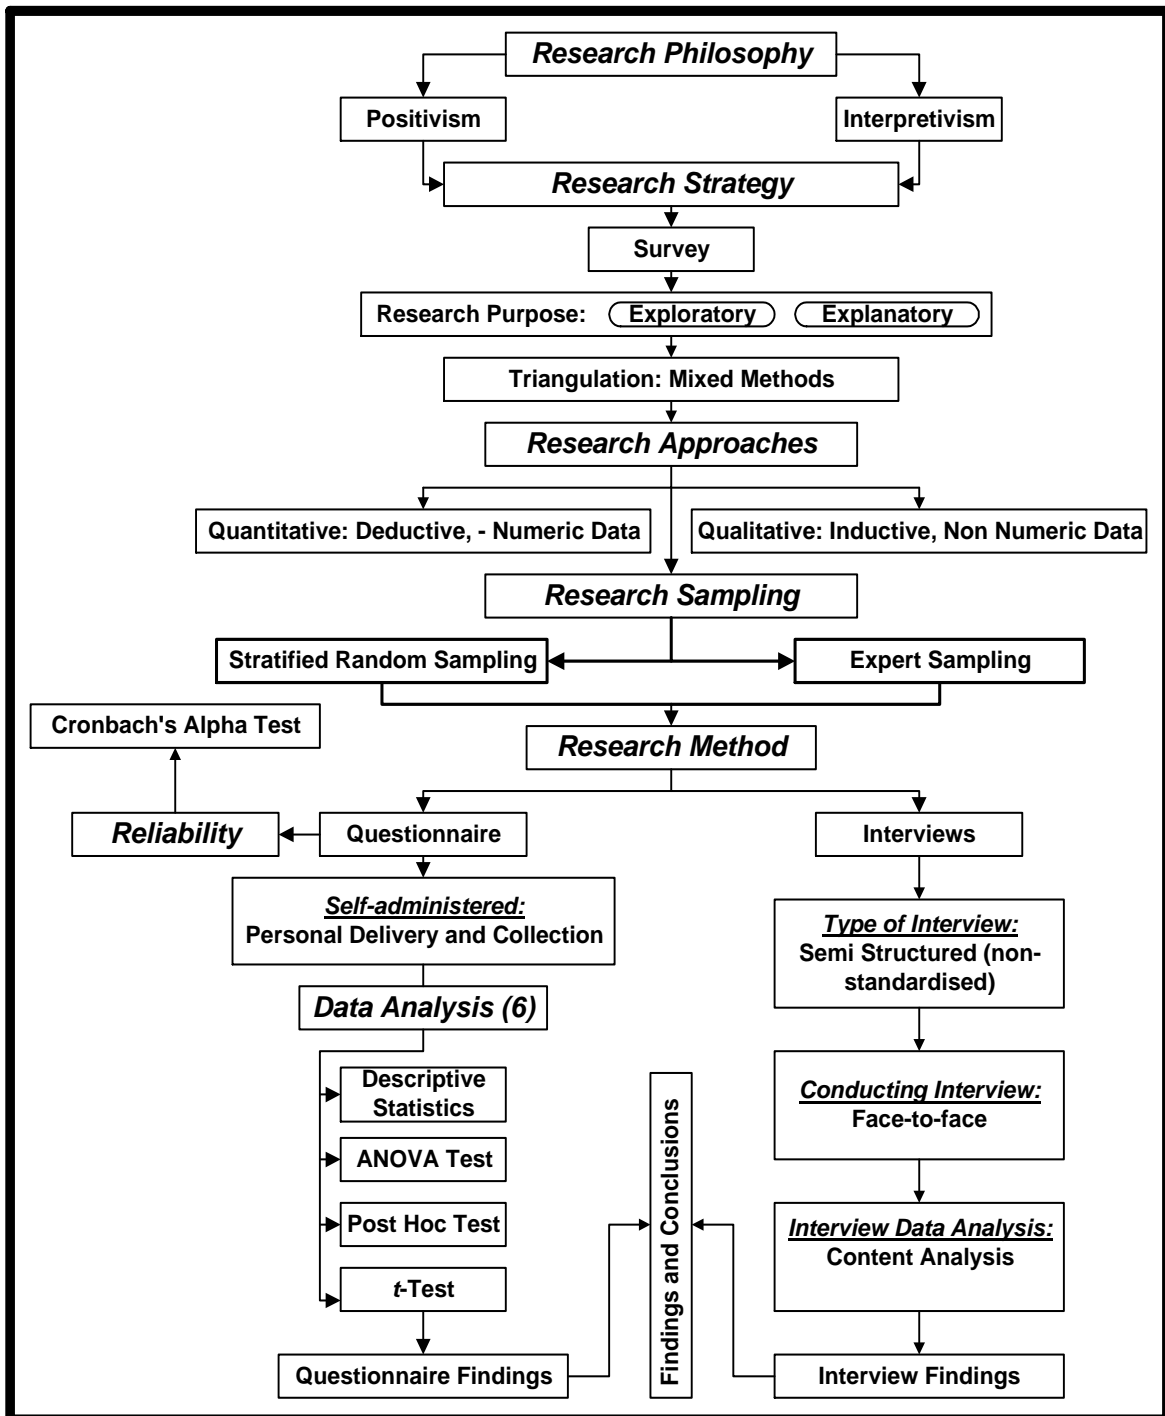 Research Philosophy
Positivism
Interpretivism
Research Strategy
Survey
Research Purpose: Exploratory Explanatory
Triangulation: Mixed Methods
Research Approaches
Quantitative: Deductive, - Numeric Data
Qualitative: Inductive, Non Numeric Data
Research Sampling
Stratified Random Sampling
Expert Sampling
Cronbach's Alpha Test
Research Method
Reliability
Questionnaire
Interviews
Self-administered:
Personal Delivery and Collection
Type of Interview:
Semi Structured (non-
standardised)
Data Analysis (6)
Descriptive
Statistics
ANOVA Test
Post Hoc Test
t-Test
Questionnaire Findings
Findings and Conclusions
Conducting Interview:
Face-to-face
Interview Data Analysis:
Content Analysis
Interview Findings